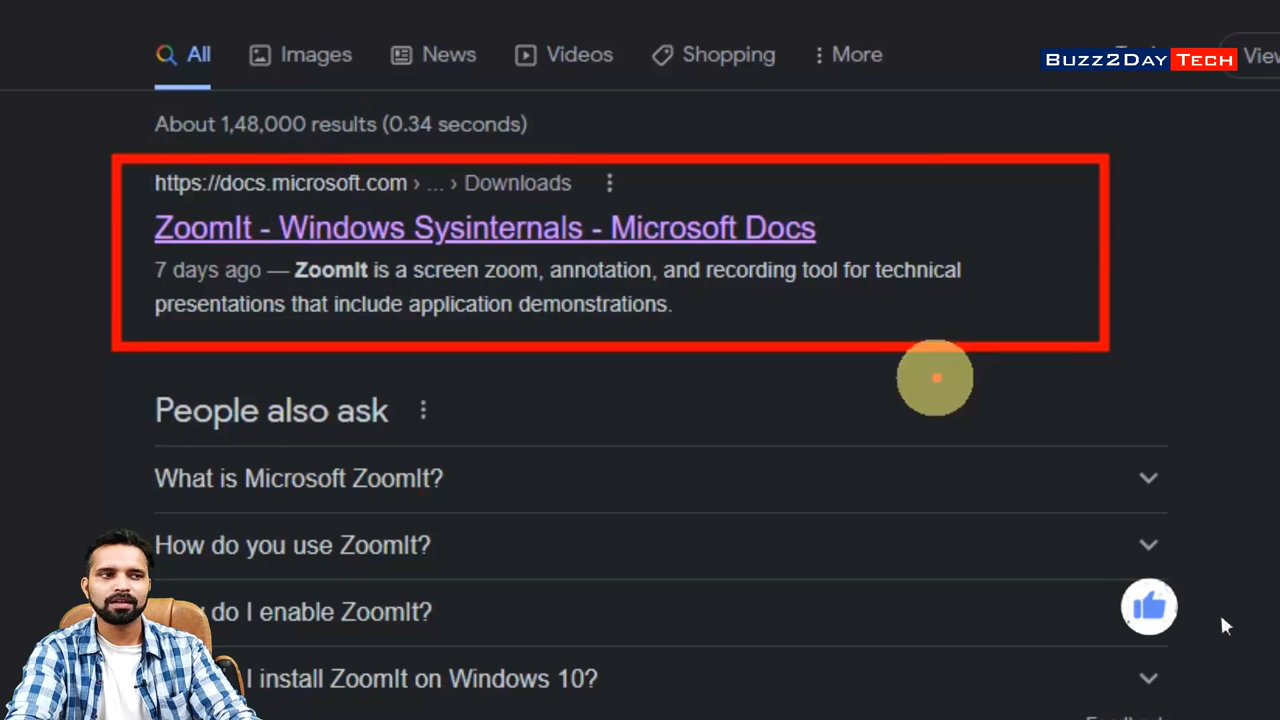 All Images News Videos Shopping More
BUZZ2DAY TECH
View
About 1,48,000 results (0.34 seconds)
https://docs.microsoft.com › ... › Downloads
ZoomIt - Windows Sysinternals - Microsoft Docs
7 days ago — ZoomIt is a screen zoom, annotation, and recording tool for technical
presentations that include application demonstrations.
People also ask
What is Microsoft ZoomIt?
How do you use ZoomIt?
do I enable ZoomIt?
I install ZoomIt on Windows 10?